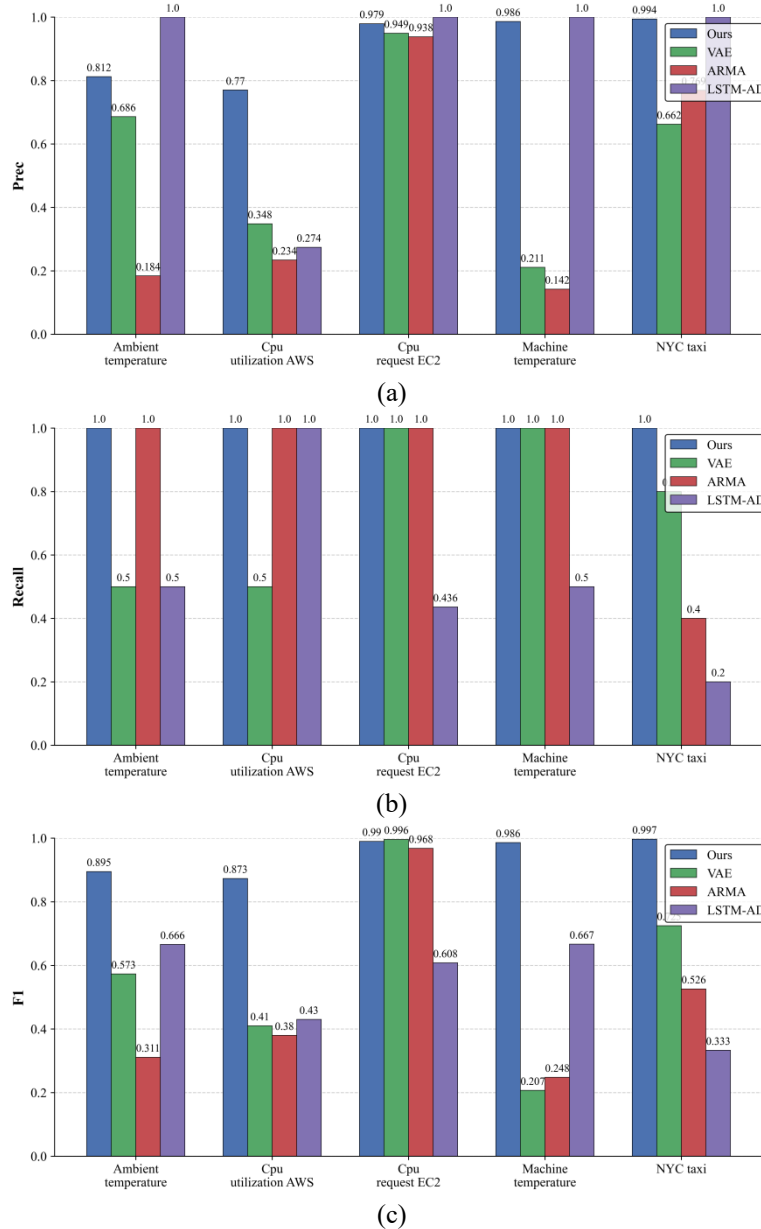 1.0
0.979 0.949 0.938 1.0
0.986 1.0
0.994 1.0
1.0
0.812
0.77
0.8
0.686
0.662
0.6
Prec
0.4
0.348
0.274
0.234
0.211
0.184
0.142
0.2
0.0
Ours
VAE
ARMA
LSTM-AD
Ambient
temperature
Cpu
utilization AWS
Cpu
request EC2
Machine
temperature
NYC taxi
(a)
1.0 1.0
1.0 1.0 1.0
1.0 1.0 1.0
1.0 1.0 1.0
1.0
1.0
0.8
0.6
0.5 0.5
0.5
0.5
Recall
0.436
0.4
0.4
0.2
0.2
0.0
Ours
VAE
ARMA
LSTM-AD
Ambient
temperature
Cpu
utilization AWS
Cpu
request EC2
Machine
temperature
NYC taxi
(b)
1.0
0.99 0.996 0.968
0.986
0.997
0.895
0.873
0.8
0.666
0.667
0.608
0.6
0.573
0.526
F1
0.41 0.38 0.43
0.4
0.333
0.311
0.207 0.248
0.2
0.0
Ours
VAE
ARMA
LSTM-AD
Ambient
temperature
Cpu
utilization AWS
Cpu
request EC2
Machine
temperature
NYC taxi
(c)